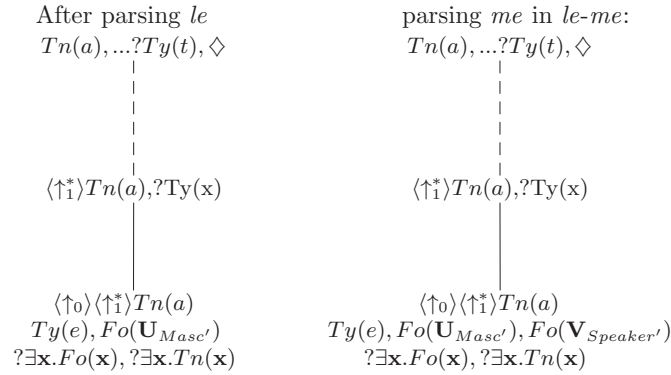 After parsing le
Tn(a), ...?Ty(t), ◇
⟨↑*₁⟩Tn(a),?Ty(x)
⟨↑₀⟩⟨↑*₁⟩Tn(a)
Ty(e), Fo(U_Masc′)
?∃x.Fo(x), ?∃x.Tn(x)
parsing me in le-me:
Tn(a), ...?Ty(t), ◇
⟨↑*₁⟩Tn(a),?Ty(x)
⟨↑₀⟩⟨↑*₁⟩Tn(a)
Ty(e), Fo(U_Masc′), Fo(V_Speaker′)
?∃x.Fo(x), ?∃x.Tn(x)